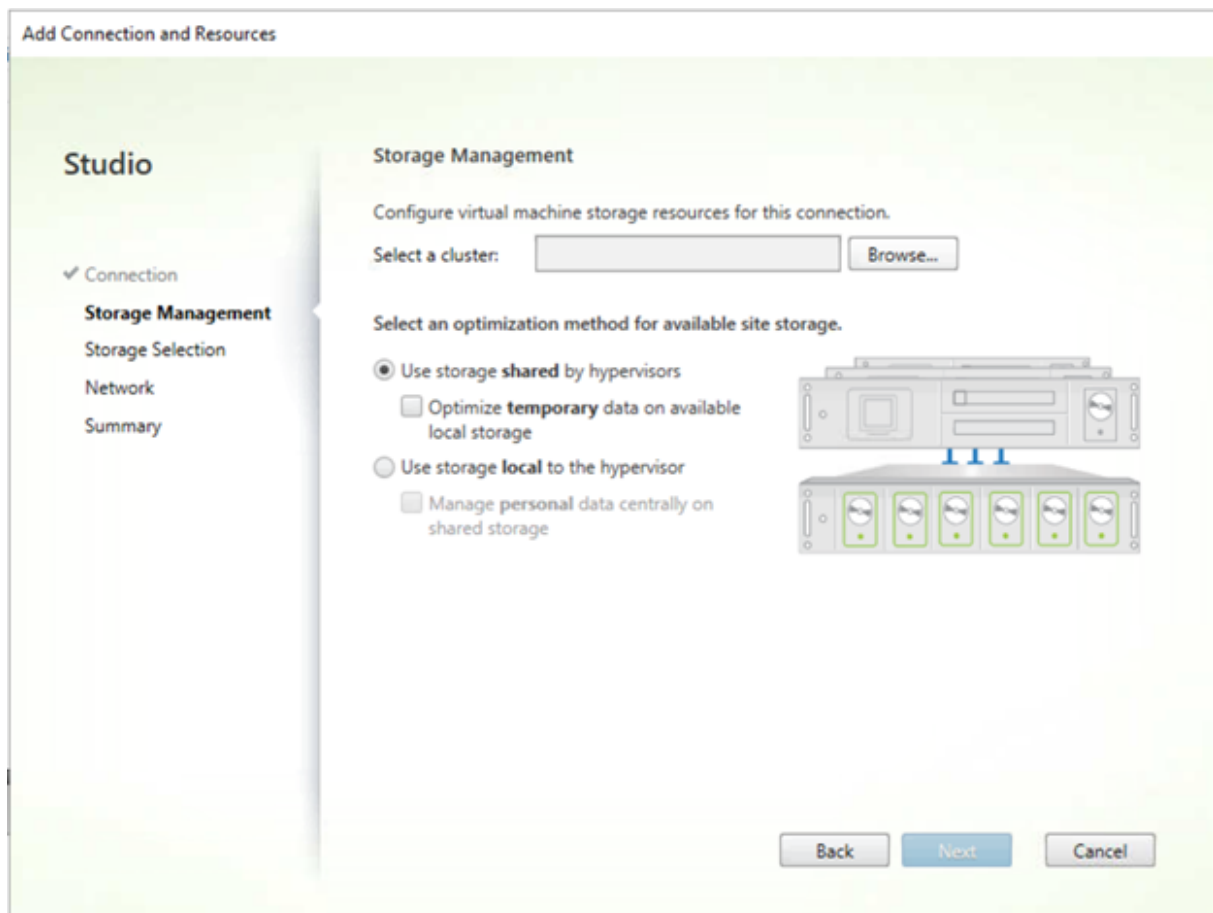 Add Connection and Resources
Studio
Connection
Storage Management
Storage Selection
Network
Summary
Storage Management
Configure virtual machine storage resources for this connection.
Select a cluster:
Browse...
Select an optimization method for available site storage.
Use storage shared by hypervisors
Optimize temporary data on available
local storage
Use storage local to the hypervisor
Manage personal data centrally on
shared storage
Back
Next
Cancel